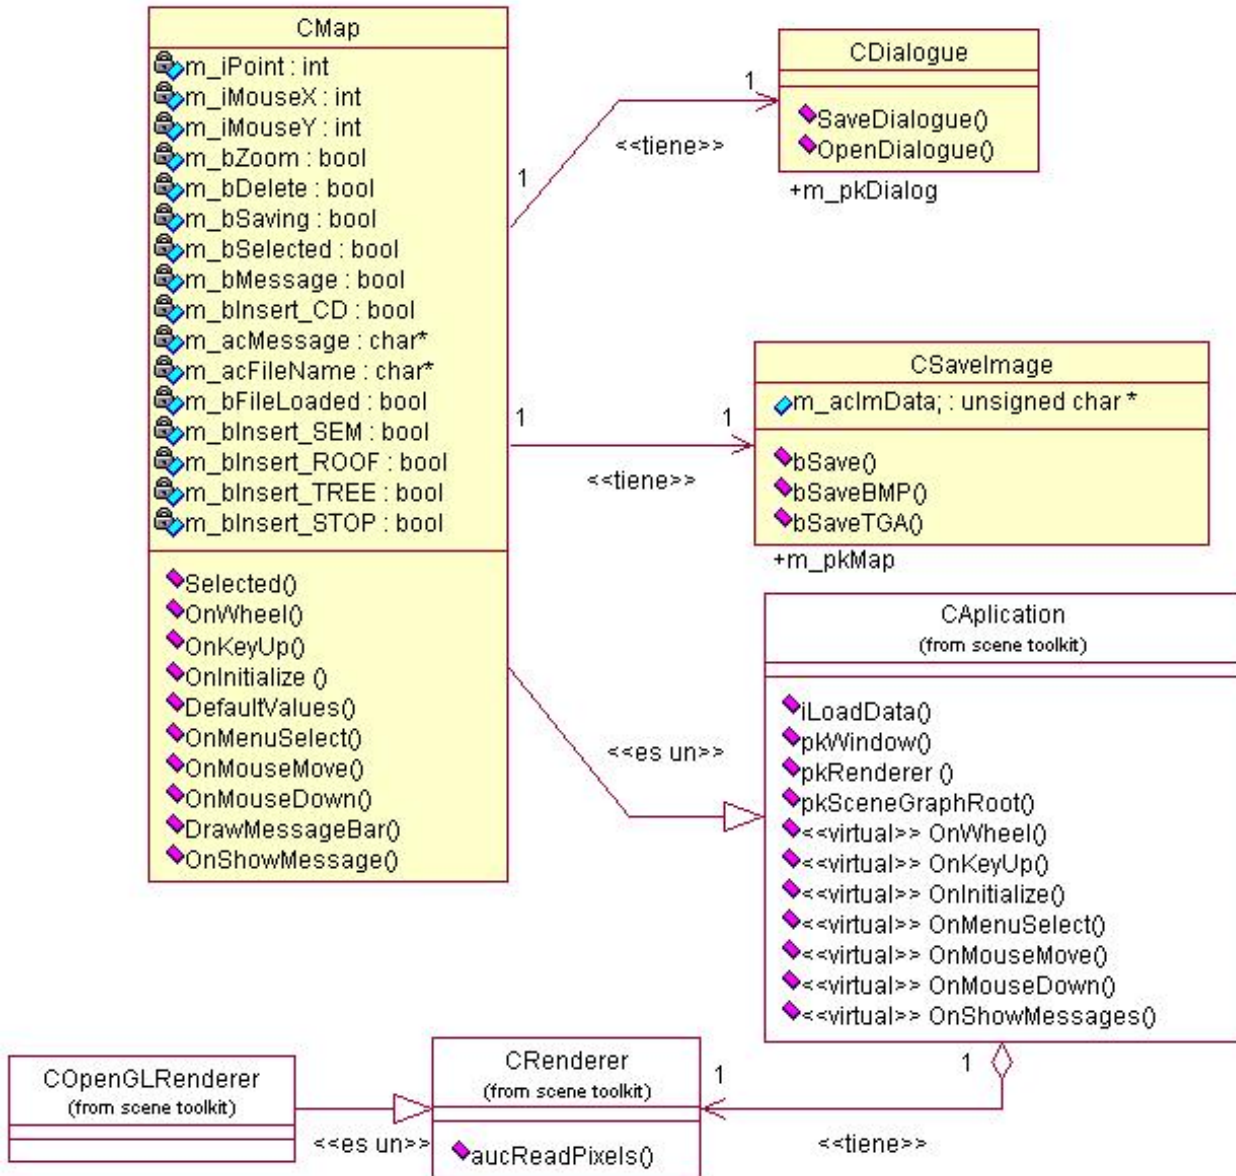 CMap
m_iPoint : int
m_iMouseX : int
m_iMouseY : int
m_bZoom : bool
m_bDelete : bool
m_bSaving : bool
m_bSelected : bool
m_bMessage : bool
m_bInsert_CD : bool
m_acMessage : char*
m_acFileName : char*
m_bFileLoaded : bool
m_bInsert_SEM : bool
m_bInsert_ROOF : bool
m_bInsert_TREE : bool
m_bInsert_STOP : bool
Selected()
OnWheel()
OnKeyUp()
OnInitialize ()
DefaultValues()
OnMenuSelect()
OnMouseMove()
OnMouseDown()
DrawMessageBar()
OnShowMessage()
1
1
<<tiene>>
CDialogue
SaveDialogue()
OpenDialogue()
+m_pkDialog
1
1
<<tiene>>
CSaveImage
m_acImData; : unsigned char *
bSave()
bSaveBMP()
bSaveTGA()
+m_pkMap
<<es un>>
CAplication
(from scene toolkit)
iLoadData()
pkWindow()
pkRenderer ()
pkSceneGraphRoot()
<<virtual>> OnWheel()
<<virtual>> OnKeyUp()
<<virtual>> OnInitialize()
<<virtual>> OnMenuSelect()
<<virtual>> OnMouseMove()
<<virtual>> OnMouseDown()
<<virtual>> OnShowMessages()
COpenGLRenderer
(from scene toolkit)
<<es un>>
CRenderer
(from scene toolkit)
aucReadPixels()
1
1
<<tiene>>